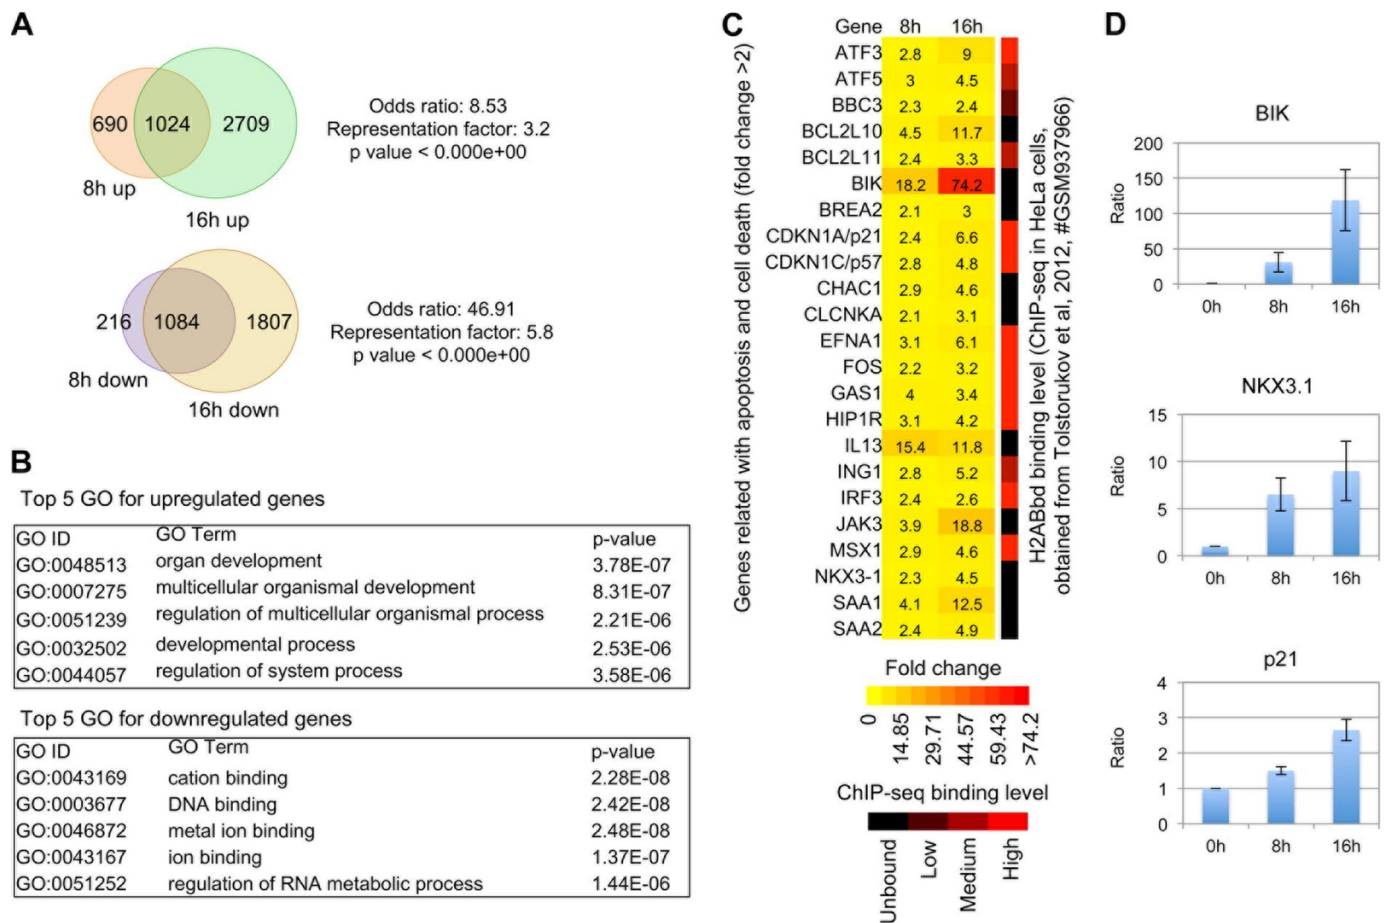 A
690 1024 2709
8h up
16h up
Odds ratio: 8.53
Representation factor: 3.2
p value < 0.000e+00
216 1084 1807
8h down
16h down
Odds ratio: 46.91
Representation factor: 5.8
p value < 0.000e+00
B
Top 5 GO for upregulated genes
GO ID GO Term p-value
GO:0048513 organ development 3.78E-07
GO:0007275 multicellular organismal development 8.31E-07
GO:0051239 regulation of multicellular organismal process 2.21E-06
GO:0032502 developmental process 2.53E-06
GO:0044057 regulation of system process 3.58E-06
Top 5 GO for downregulated genes
GO ID GO Term p-value
GO:0043169 cation binding 2.28E-08
GO:0003677 DNA binding 2.42E-08
GO:0046872 metal ion binding 2.48E-08
GO:0043167 ion binding 1.37E-07
GO:0051252 regulation of RNA metabolic process 1.44E-06
C
Genes related with apoptosis and cell death (fold change >2)
Gene 8h 16h
ATF3 2.8 9
ATF5 3 4.5
BBC3 2.3 2.4
BCL2L10 4.5 11.7
BCL2L11 2.4 3.3
BIK 18.2 74.2
BREA2 2.1 3
CDKN1A/p21 2.4 6.6
CDKN1C/p57 2.8 4.8
CHAC1 2.9 4.6
CLCNKA 2.1 3.1
EFNA1 3.1 6.1
FOS 2.2 3.2
GAS1 4 3.4
HIP1R 3.1 4.2
IL13 15.4 11.8
ING1 2.8 5.2
IRF3 2.4 2.6
JAK3 3.9 18.8
MSX1 2.9 4.6
NKX3-1 2.3 4.5
SAA1 4.1 12.5
SAA2 2.4 4.9
H2ABbd binding level (ChIP-seq in HeLa cells,
obtained from Tolstorukov et al, 2012, #GSM937966)
Fold change
0 14.85 29.71 44.57 59.43 >74.2
ChIP-seq binding level
Unbound Low Medium High
D
BIK
Ratio
200
150
100
50
0
0h 8h 16h
NKX3.1
Ratio
15
10
5
0
0h 8h 16h
p21
Ratio
4
3
2
1
0
0h 8h 16h